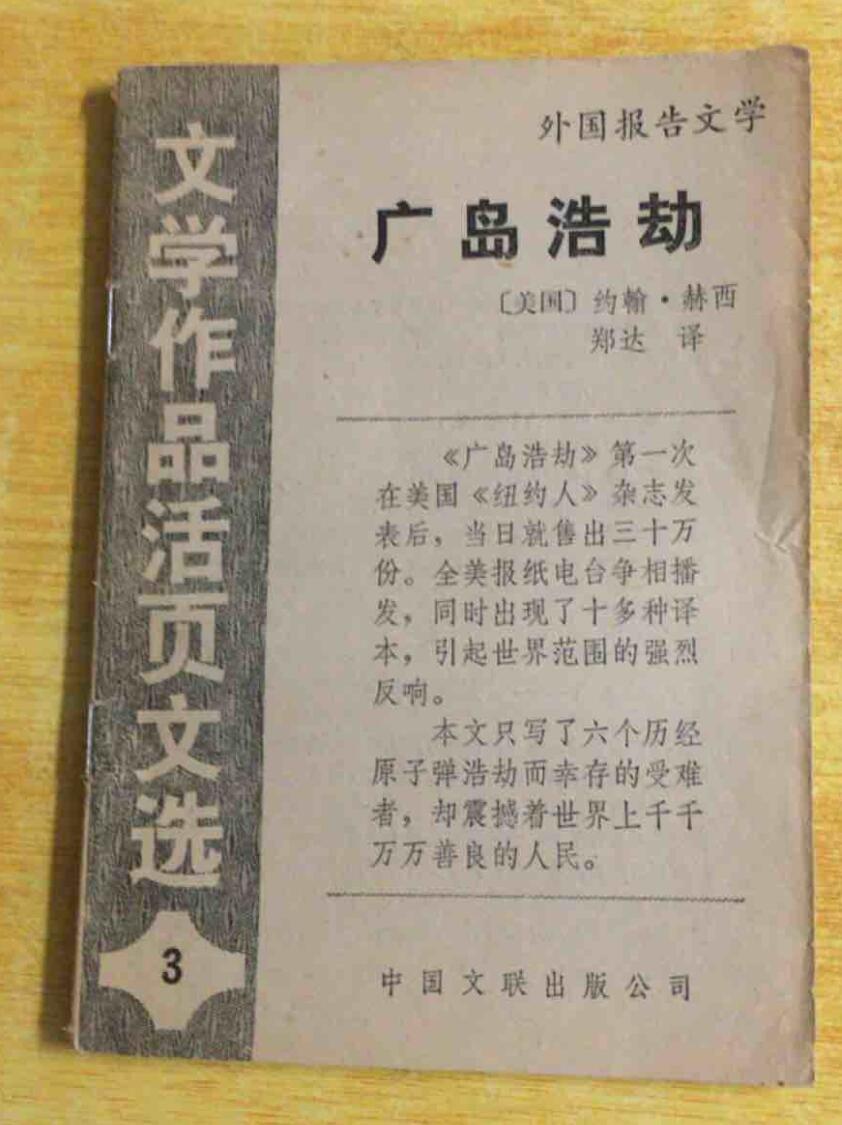 文学作品活页文选
3
外国报告文学
广岛浩劫
〔美国〕约翰·赫西
郑达 译
《广岛浩劫》第一次
在美国《纽约人》杂志发
表后，当日就售出三十万
份。全美报纸电台争相播
发，同时出现了十多种译
本，引起世界范围的强烈
反响。
本文只写了六个历经
原子弹浩劫而幸存的受难
者，却震撼着世界上千千
万万善良的人民。
中国文联出版公司